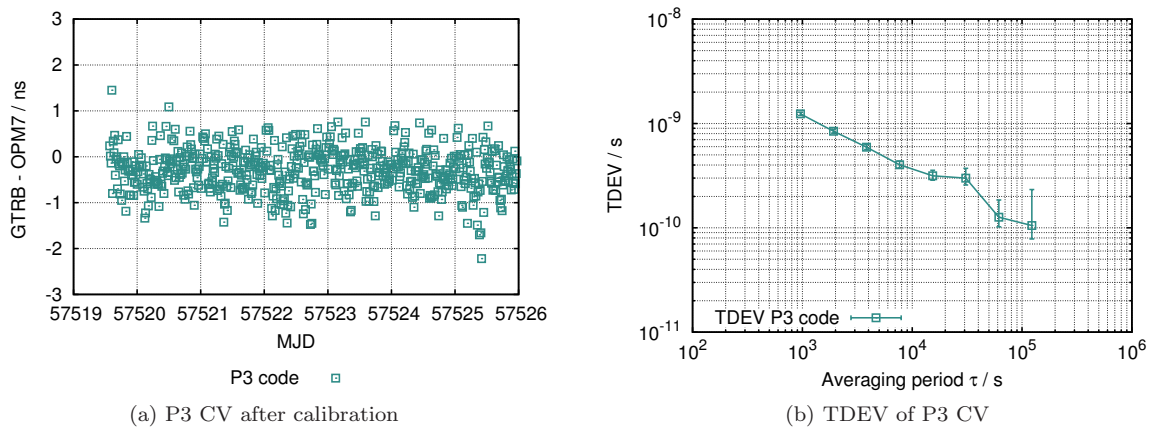 3
2
1
0
-1
-2
-3
GTRB - OPM7 / ns
57519 57520 57521 57522 57523 57524 57525 57526
MJD
P3 code
(a) P3 CV after calibration
10^-8
10^-9
10^-10
10^-11
TDEV / s
TDEV P3 code
10^2 10^3 10^4 10^5 10^6
Averaging period τ / s
(b) TDEV of P3 CV